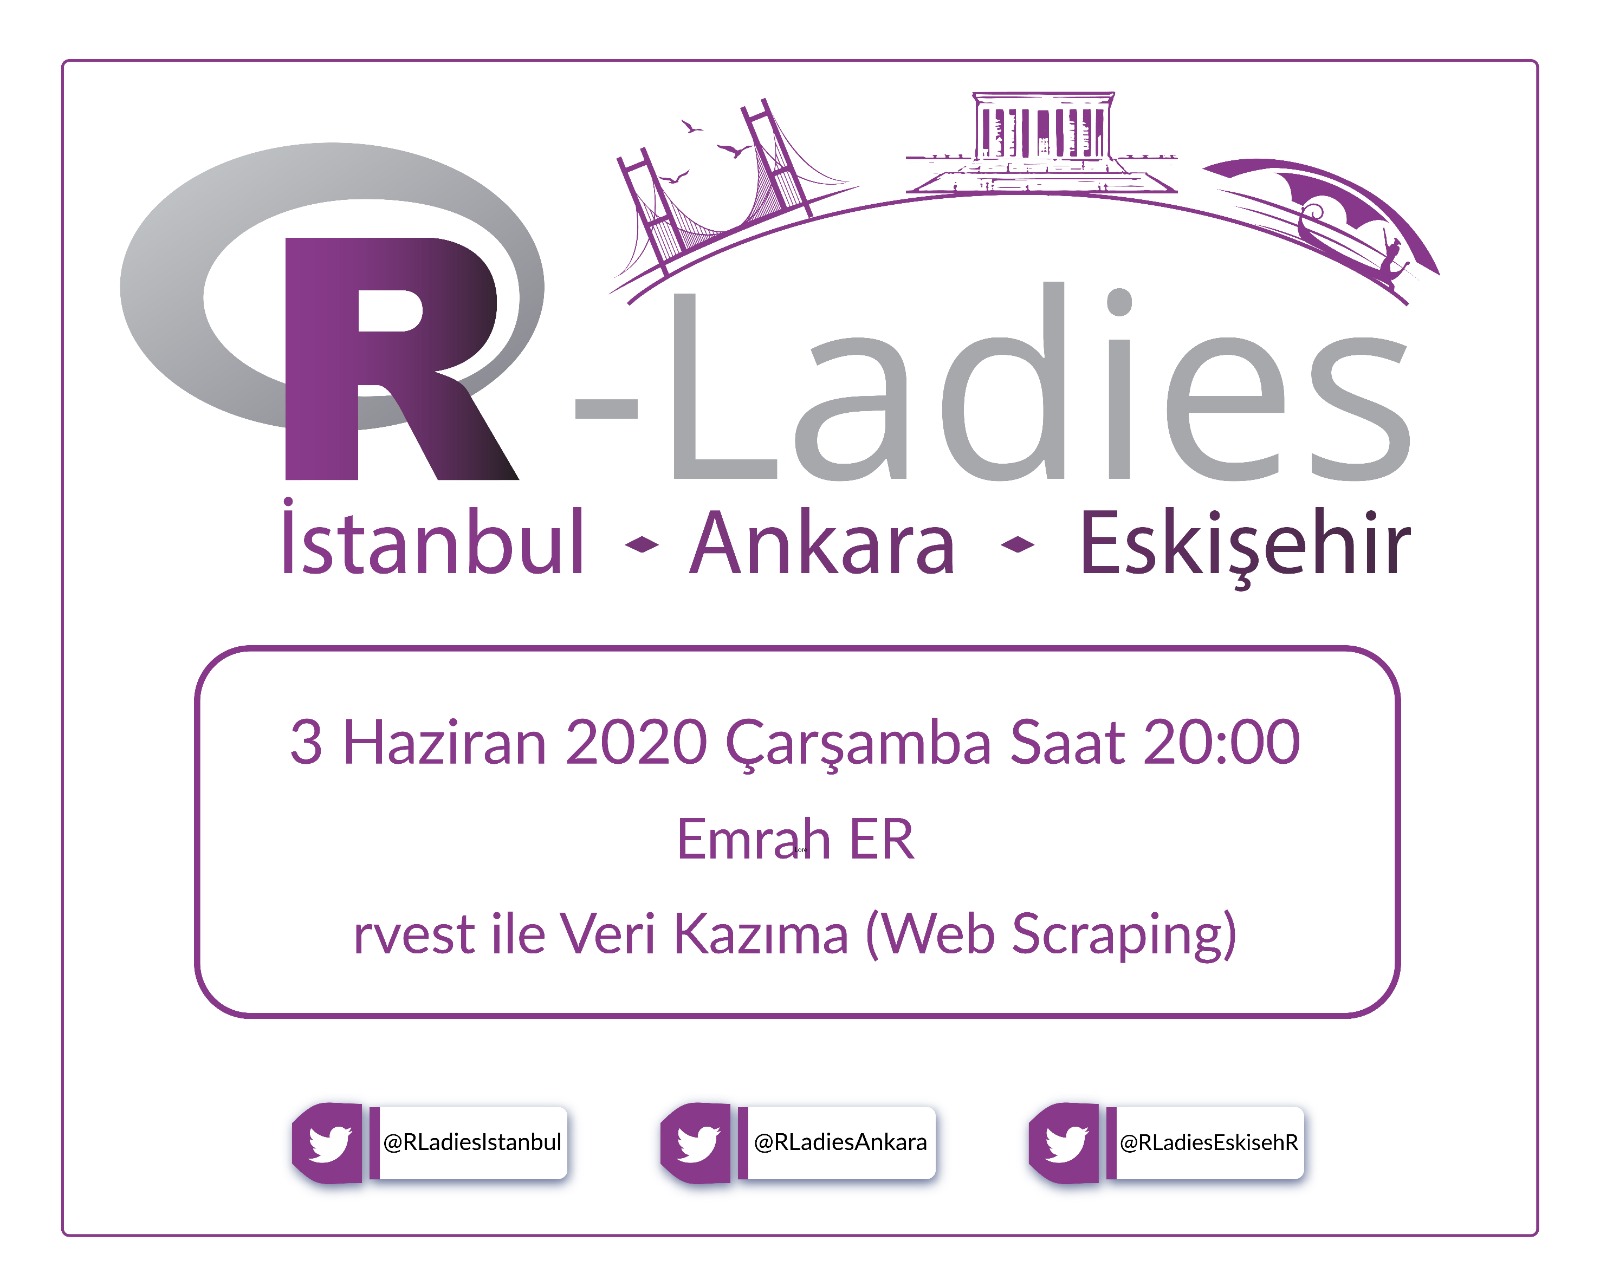 R-Ladies
İstanbul Ankara Eskişehir
3 Haziran 2020 Çarşamba Saat 20:00
Emrah ER
rvest ile Veri Kazıma (Web Scraping)
@RLadiesIstanbul
@RLadiesAnkara
@RLadiesEskisehR